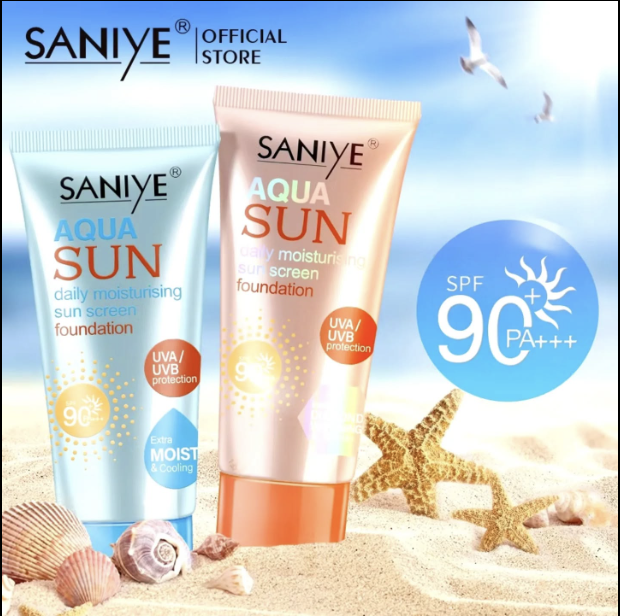 SANIYE® OFFICIAL
STORE
SANIYE®
AQUA
SUN
daily moisturising
sun screen
foundation
UVA/
UVB
protection
90
Extra
MOIST
& Cooling
SANIYE®
AQUA
SUN
daily moisturising
sun screen
foundation
UVA/
UVB
protection
SPF
90+
PA+++